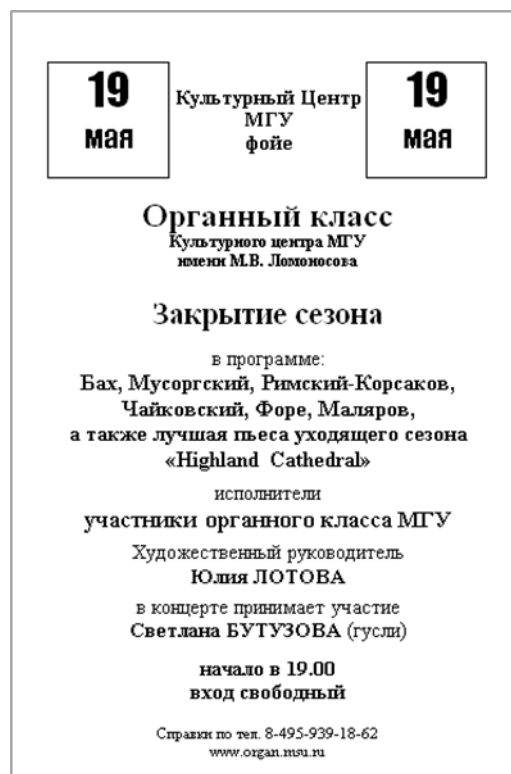 19
мая
Культурный Центр
МГУ
фойе
19
мая
Органный класс
Культурного центра МГУ
имени М.В. Ломоносова
Закрытие сезона
в программе:
Бах, Мусоргский, Римский-Корсаков,
Чайковский, Форе, Маляров,
а также лучшая пьеса уходящего сезона
«Highland Cathedral»
исполнители
участники органного класса МГУ
Художественный руководитель
Юлия ЛОТОВА
в концерте принимает участие
Светлана БУТУЗОВА (гусли)
начало в 19.00
вход свободный
Справки по тел. 8-495-939-18-62
www.organ.msu.ru